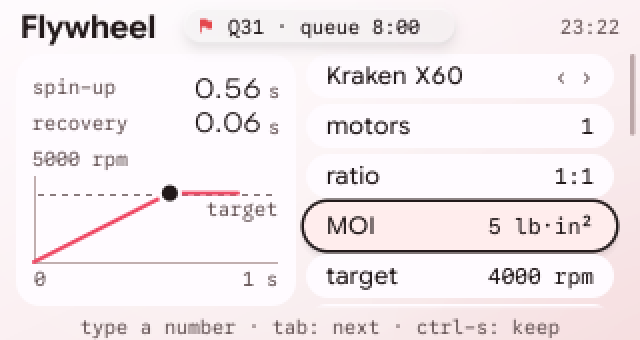 Flywheel
Q31 · queue 8:00
23:22
spin-up 0.56 s
recovery 0.06 s
5000 rpm
target
0 1 s
Kraken X60 ‹ ›
motors 1
ratio 1:1
MOI 5 lb·in²
target 4000 rpm
type a number · tab: next · ctrl-s: keep